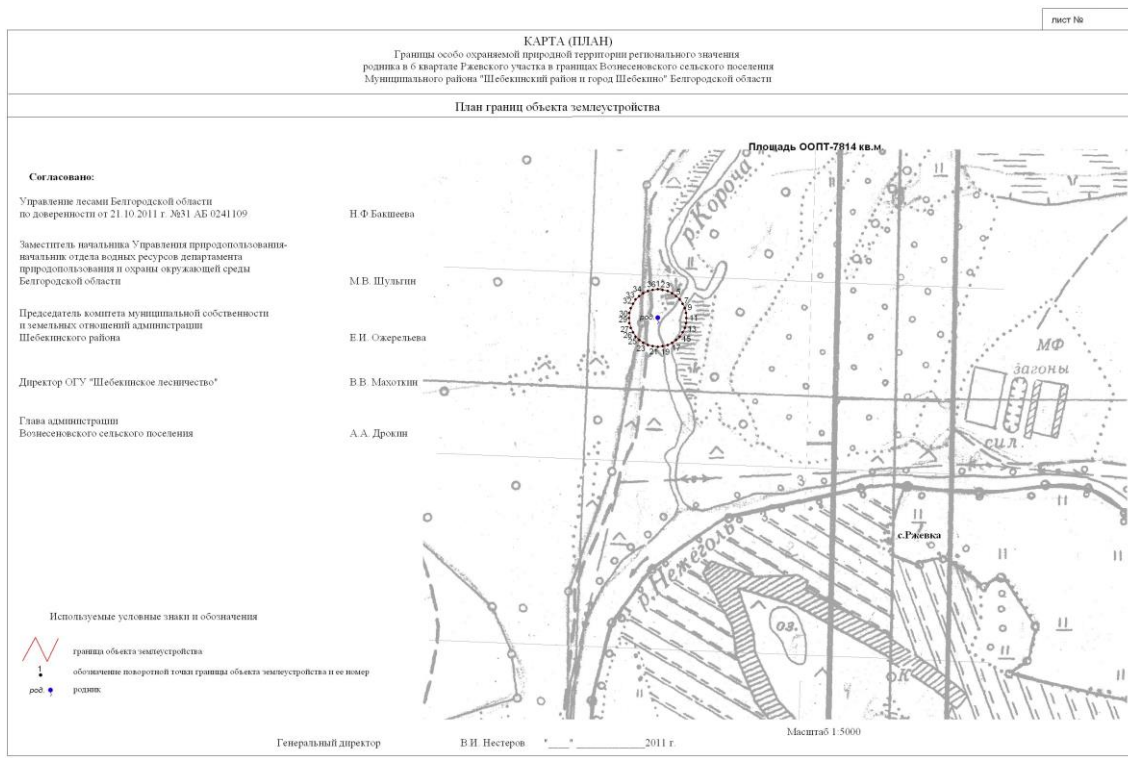 лист №
КАРТА (ПЛАН)
Границы особо охраняемой природной территории регионального значения
родника в 6 квартале Ржевского участка в границах Вознесеновского сельского поселения
Муниципального района "Шебекинский район и город Шебекино" Белгородской области
План границ объекта землеустройства
Площадь ООПТ-7814 кв.м.
Согласовано:
Управление лесами Белгородской области
по доверенности от 21.10.2011 г. №31 АБ 0241109 Н.Ф Бакшеева
Заместитель начальника Управления природопользования-
начальник отдела водных ресурсов департамента
природопользования и охраны окружающей среды
Белгородской области М.В. Шульгин
Председатель комитета муниципальной собственности
и земельных отношений администрации
Шебекинского района Е.И. Ожерельева
Директор ОГУ "Шебекинское лесничество" В.В. Махоткин
Глава администрации
Вознесеновского сельского поселения А.А. Дрокин
р.Короча
род.
МФ
загоны
сил.
3
р.Нежеголь
с.Ржевка
оз.
К
Используемые условные знаки и обозначения
граница объекта землеустройства
1
обозначение поворотной точки границы объекта землеустройства и ее номер
род. родник
Масштаб 1:5000
Генеральный директор В.И. Нестеров "____" ____________2011 г.